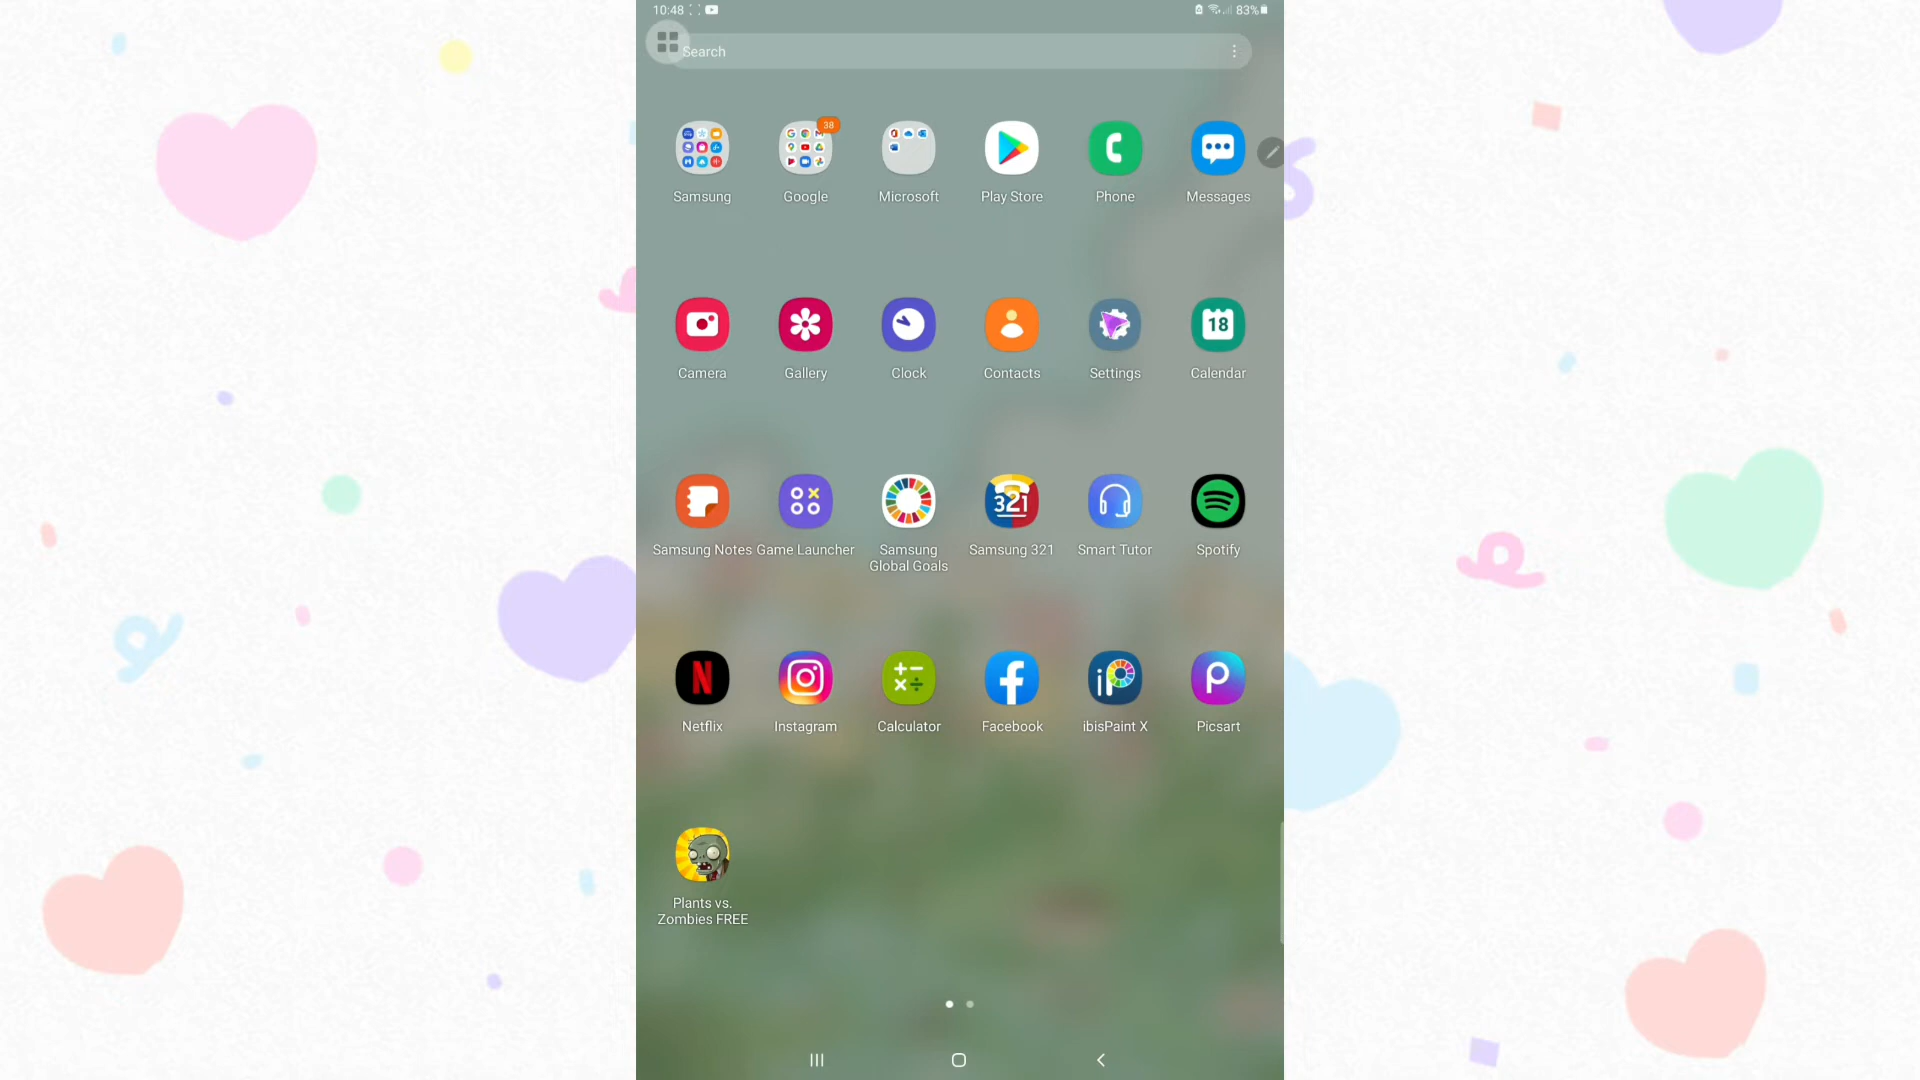 10:48
83%
Search
38
Samsung
Google
Microsoft
Play Store
Phone
Messages
18
Camera
Gallery
Clock
Contacts
Settings
Calendar
321
Samsung Notes
Game Launcher
Samsung
Global Goals
Samsung 321
Smart Tutor
Spotify
N
iP
P
Netflix
Instagram
Calculator
Facebook
ibisPaint X
Picsart
Plants vs.
Zombies FREE